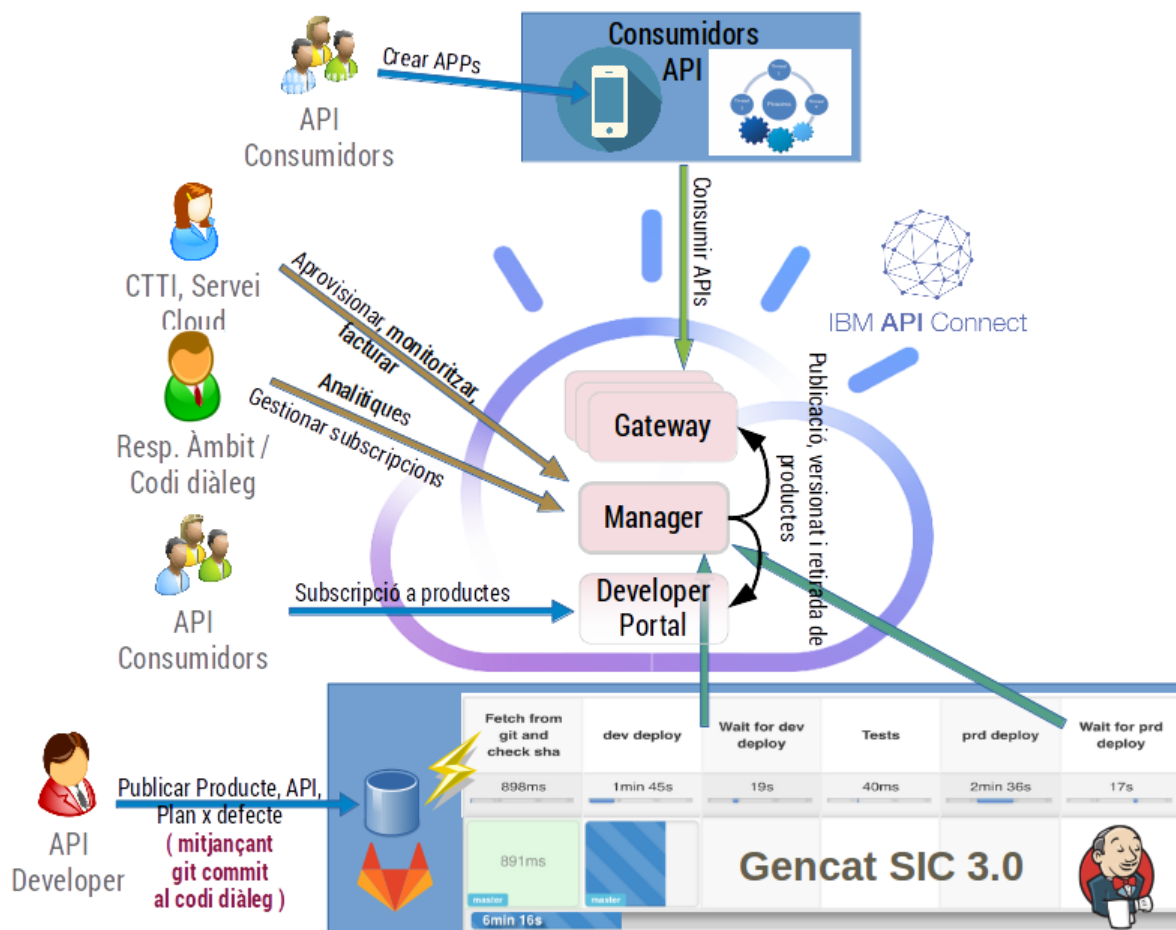 Consumidors
API
Crear APPs
API
Consumidors
Procesos
Consumir APIs
CTTI, Servei
Cloud
Aprovisionar, monitoritzar,
facturar
IBM API Connect
Resp. Àmbit /
Codi diàleg
Analítiques
Gestionar subscripcions
Gateway
Manager
Developer
Portal
Publicació, versionat i retirada de
productes
API
Consumidors
Subscripció a productes
API
Developer
Publicar Producte, API,
Plan x defecte
( mitjançant
git commit
al codi diàleg )
Fetch from
git and
check sha
dev deploy
Wait for dev
deploy
Tests
prd deploy
Wait for prd
deploy
898ms
1min 45s
19s
40ms
2min 36s
17s
891ms
master
master
Gencat SIC 3.0
6min 16s